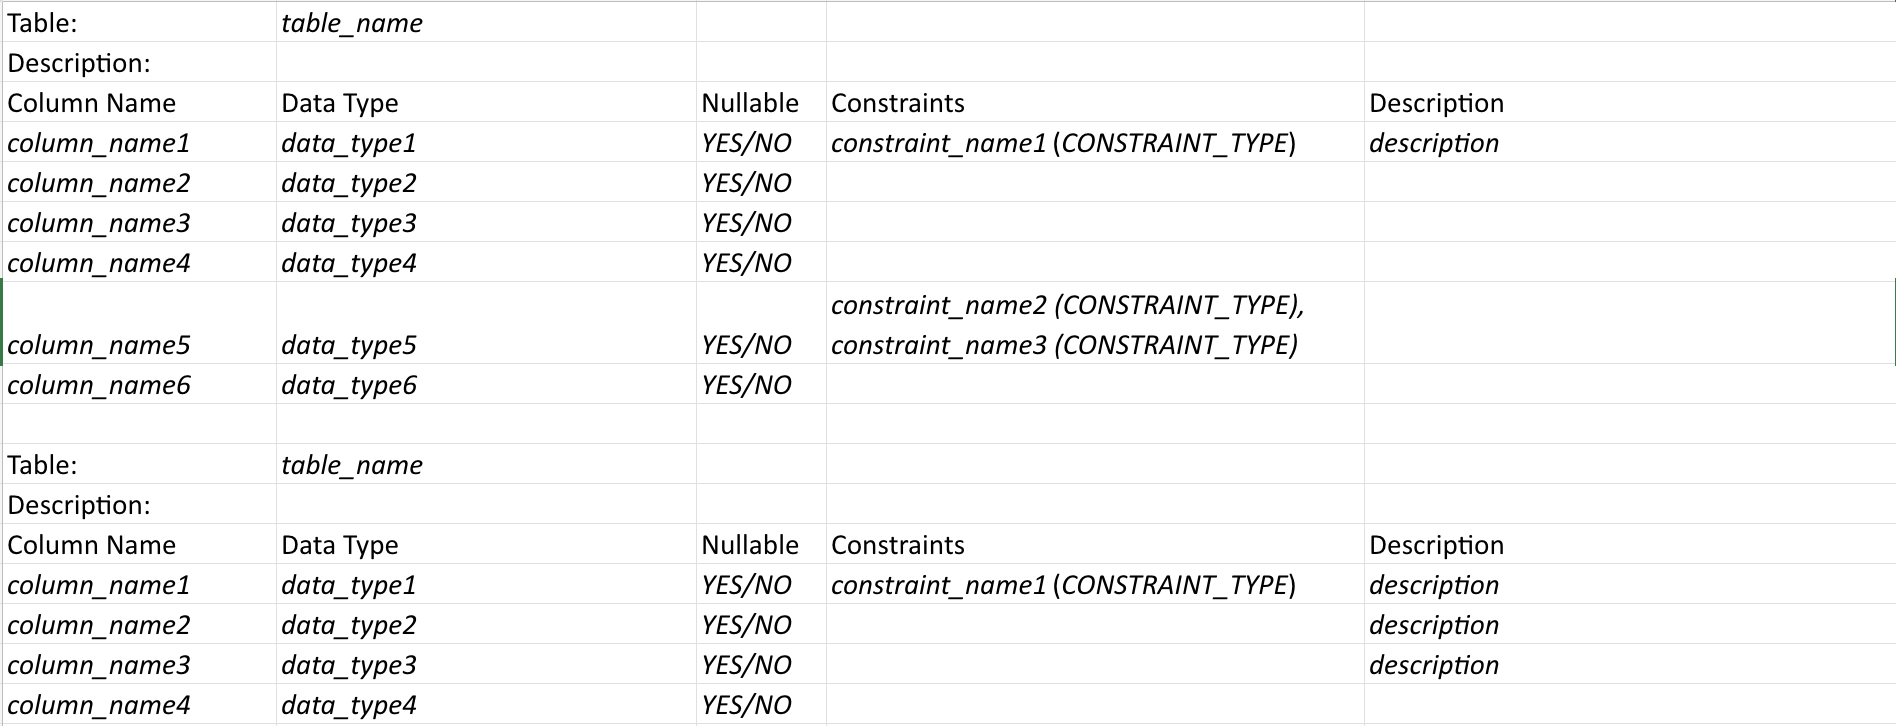 Table: table_name
Description:
Column Name Data Type Nullable Constraints Description
column_name1 data_type1 YES/NO constraint_name1 (CONSTRAINT_TYPE) description
column_name2 data_type2 YES/NO
column_name3 data_type3 YES/NO
column_name4 data_type4 YES/NO
constraint_name2 (CONSTRAINT_TYPE),
column_name5 data_type5 YES/NO constraint_name3 (CONSTRAINT_TYPE)
column_name6 data_type6 YES/NO
Table: table_name
Description:
Column Name Data Type Nullable Constraints Description
column_name1 data_type1 YES/NO constraint_name1 (CONSTRAINT_TYPE) description
column_name2 data_type2 YES/NO description
column_name3 data_type3 YES/NO description
column_name4 data_type4 YES/NO